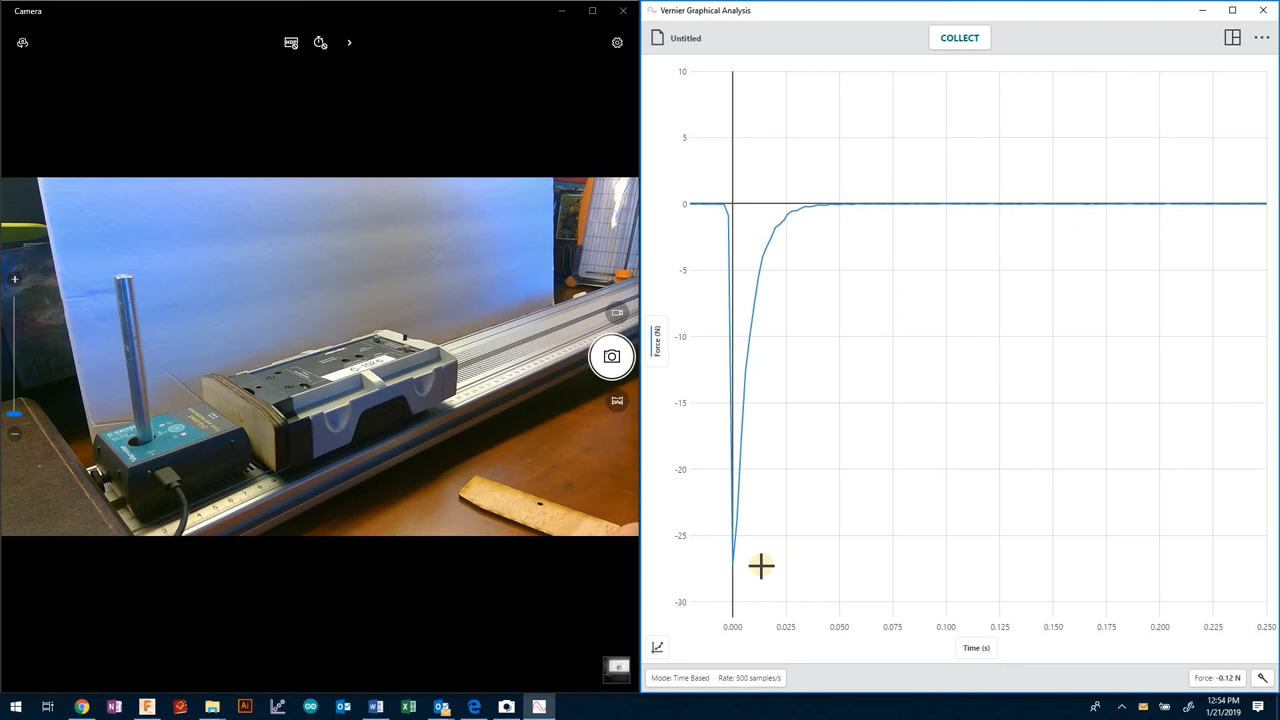 Camera
Vernier Graphical Analysis
Untitled
COLLECT
10
5
0
-5
-10
-15
-20
-25
-30
Force (N)
0.000 0.025 0.050 0.075 0.100 0.125 0.150 0.175 0.200 0.225 0.250
Time (s)
Mode: Time Based Rate: 500 samples/s
Force: -0.12 N
Vernier
12:54 PM
1/21/2019